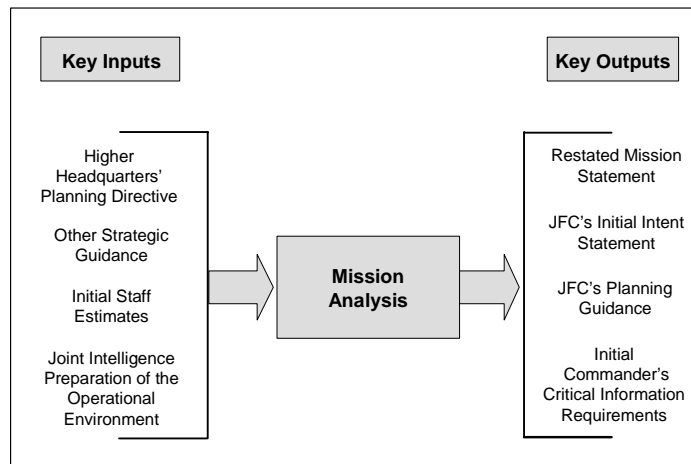 Key Inputs
Higher
Headquarters’
Planning Directive
Other Strategic
Guidance
Initial Staff
Estimates
Joint Intelligence
Preparation of the
Operational
Environment
Mission
Analysis
Key Outputs
Restated Mission
Statement
JFC’s Initial Intent
Statement
JFC’s Planning
Guidance
Initial
Commander’s
Critical Information
Requirements